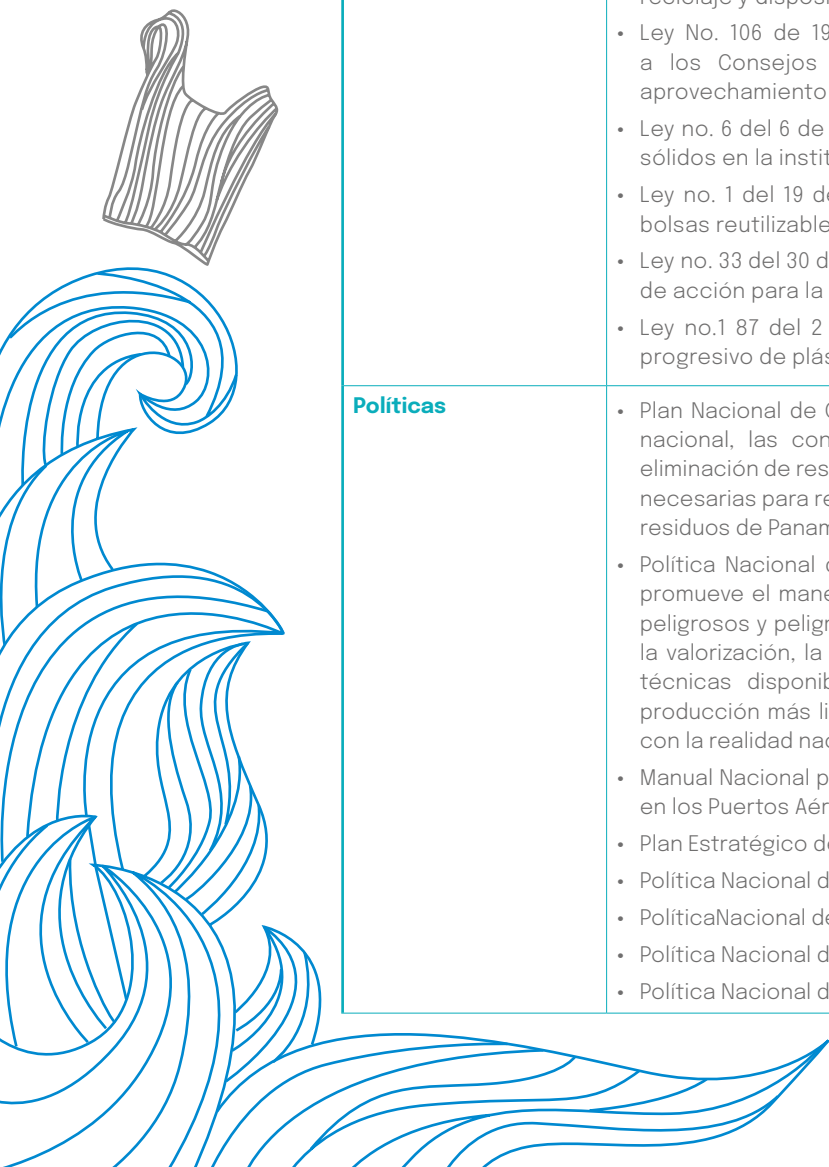 • Ley No. 106 de 19
a los Consejos
aprovechamiento
• Ley no. 6 del 6 de
sólidos en la instit
• Ley no. 1 del 19 de
bolsas reutilizable
• Ley no. 33 del 30 d
de acción para la
• Ley no.1 87 del 2
progresivo de plás
Políticas
• Plan Nacional de
nacional, las con
eliminación de res
necesarias para re
residuos de Panam
• Política Nacional d
promueve el mane
peligrosos y peligr
la valorización, la
técnicas disponib
producción más li
con la realidad nac
• Manual Nacional p
en los Puertos Aér
• Plan Estratégico de
• Política Nacional d
• PolíticaNacional de
• Política Nacional d
• Política Nacional d